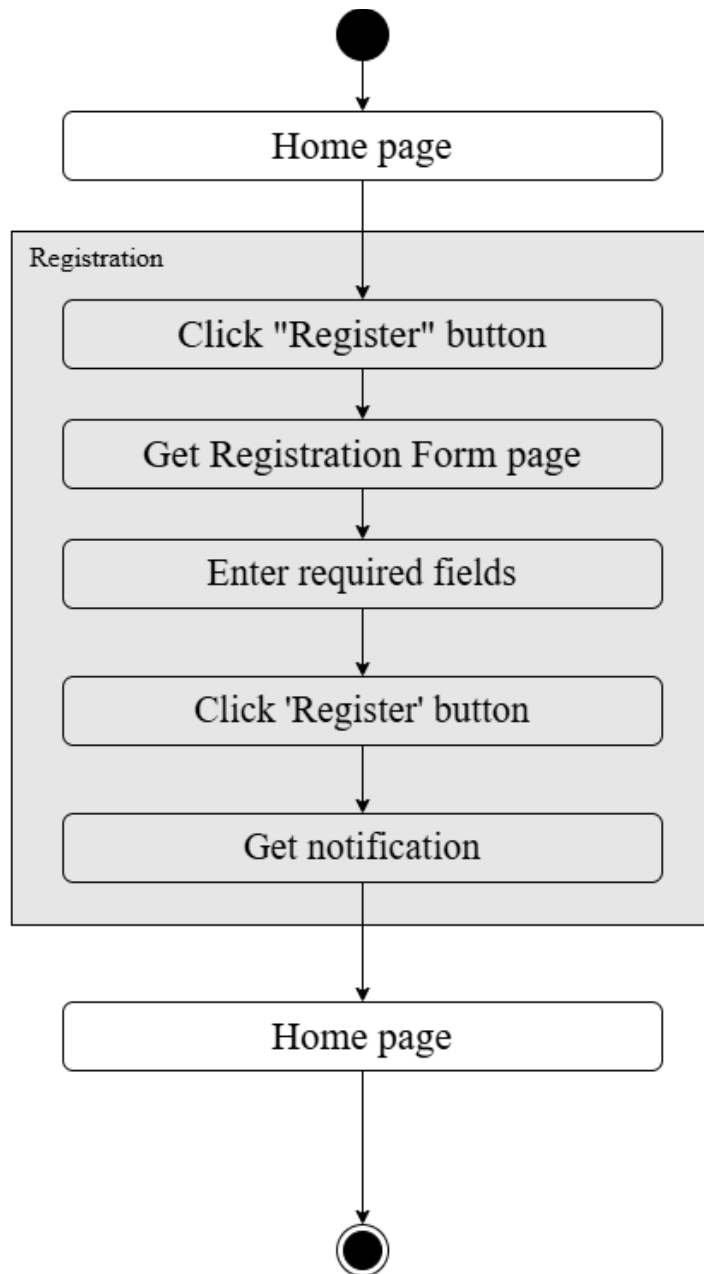 Home page
Registration
Click "Register" button
Get Registration Form page
Enter required fields
Click 'Register' button
Get notification
Home page